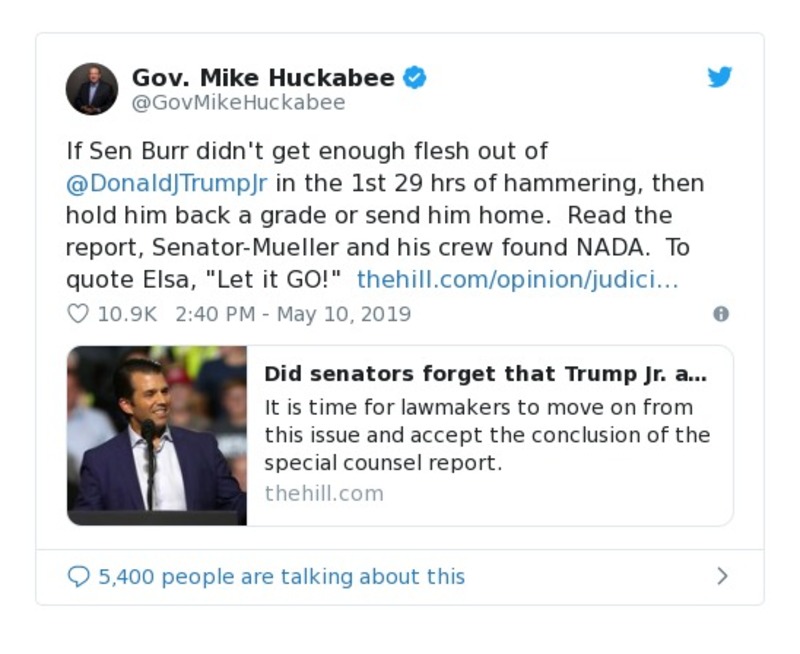 Gov. Mike Huckabee
@GovMikeHuckabee
If Sen Burr didn't get enough flesh out of
@DonaldJTrumpJr in the 1st 29 hrs of hammering, then
hold him back a grade or send him home.  Read the
report, Senator-Mueller and his crew found NADA.  To
quote Elsa, "Let it GO!"  thehill.com/opinion/judici…
10.9K  2:40 PM - May 10, 2019
Did senators forget that Trump Jr. a...
It is time for lawmakers to move on from
this issue and accept the conclusion of the
special counsel report.
thehill.com
5,400 people are talking about this